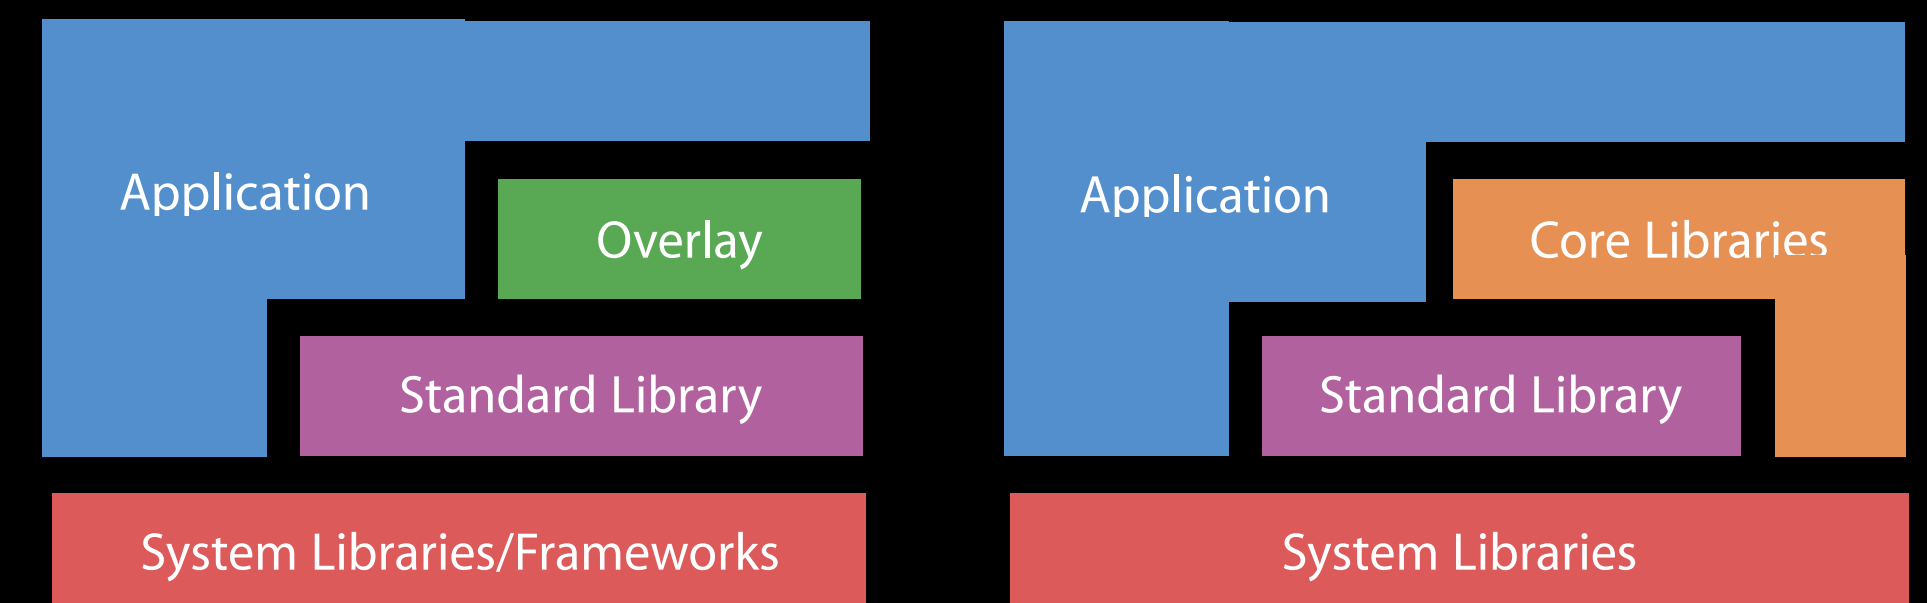 Application
Overlay
Standard Library
System Libraries/Frameworks
Application
Core Libraries
Standard Library
System Libraries